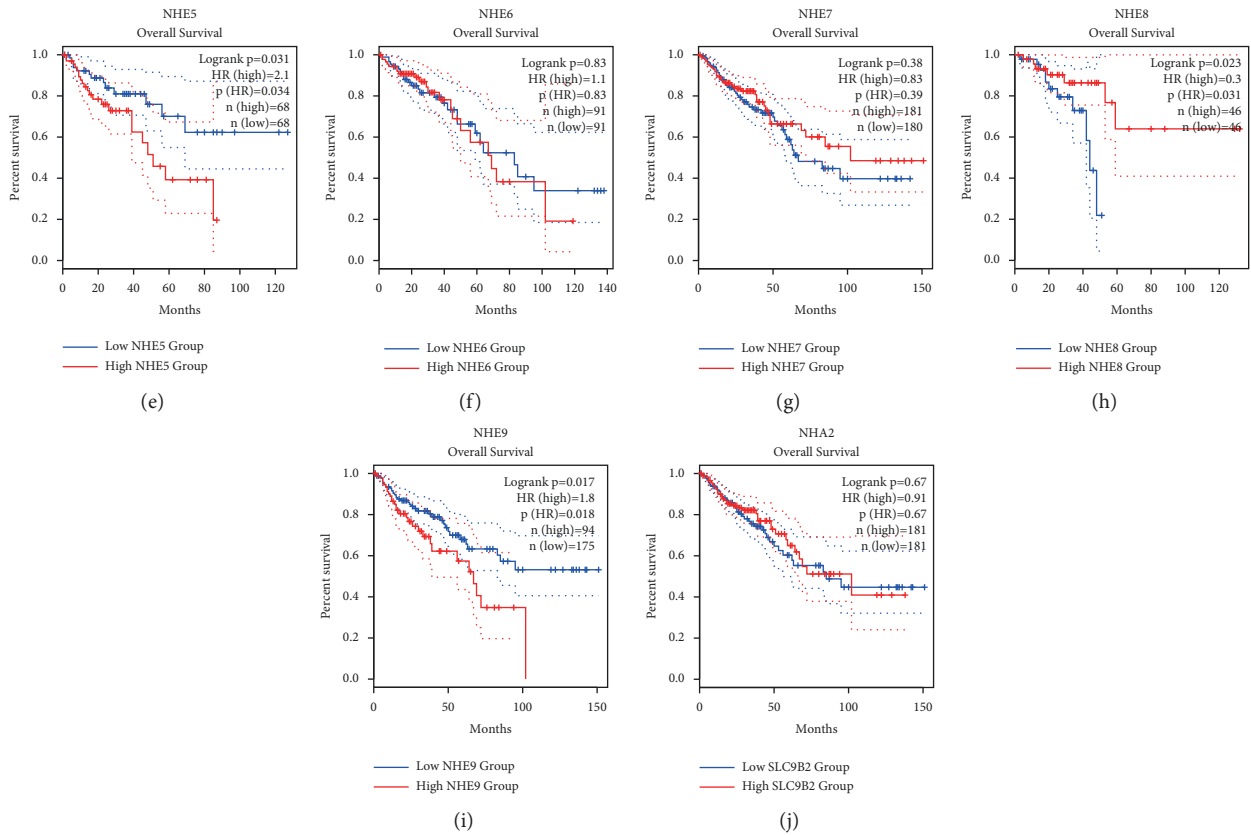 NHE5
Overall Survival
Logrank p=0.031
HR (high)=2.1
p (HR)=0.034
n (high)=68
n (low)=68
Percent survival
1.0
0.8
0.6
0.4
0.2
0.0
0 20 40 60 80 100 120
Months
Low NHE5 Group
High NHE5 Group
(e)
NHE6
Overall Survival
Logrank p=0.83
HR (high)=1.1
p (HR)=0.83
n (high)=91
n (low)=91
Percent survival
1.0
0.8
0.6
0.4
0.2
0.0
0 20 40 60 80 100 120 140
Months
Low NHE6 Group
High NHE6 Group
(f)
NHE7
Overall Survival
Logrank p=0.38
HR (high)=0.83
p (HR)=0.39
n (high)=181
n (low)=180
Percent survival
1.0
0.8
0.6
0.4
0.2
0.0
0 50 100 150
Months
Low NHE7 Group
High NHE7 Group
(g)
NHE8
Overall Survival
Logrank p=0.023
HR (high)=0.3
p (HR)=0.031
n (high)=46
n (low)=46
Percent survival
1.0
0.8
0.6
0.4
0.2
0.0
0 20 40 60 80 100 120
Months
Low NHE8 Group
High NHE8 Group
(h)
NHE9
Overall Survival
Logrank p=0.017
HR (high)=1.8
p (HR)=0.018
n (high)=94
n (low)=175
Percent survival
1.0
0.8
0.6
0.4
0.2
0.0
0 50 100 150
Months
Low NHE9 Group
High NHE9 Group
(i)
NHA2
Overall Survival
Logrank p=0.67
HR (high)=0.91
p (HR)=0.67
n (high)=181
n (low)=181
Percent survival
1.0
0.8
0.6
0.4
0.2
0.0
0 50 100 150
Months
Low SLC9B2 Group
High SLC9B2 Group
(j)